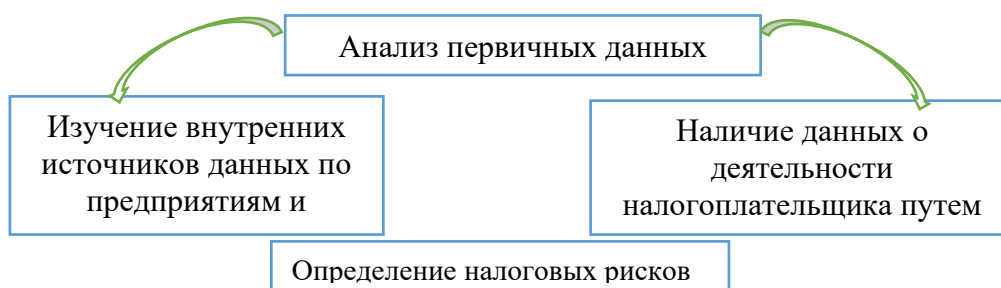 Анализ первичных данных
Изучение внутренних
источников данных по
предприятиям и
Наличие данных о
деятельности
налогоплательщика путем
Определение налоговых рисков